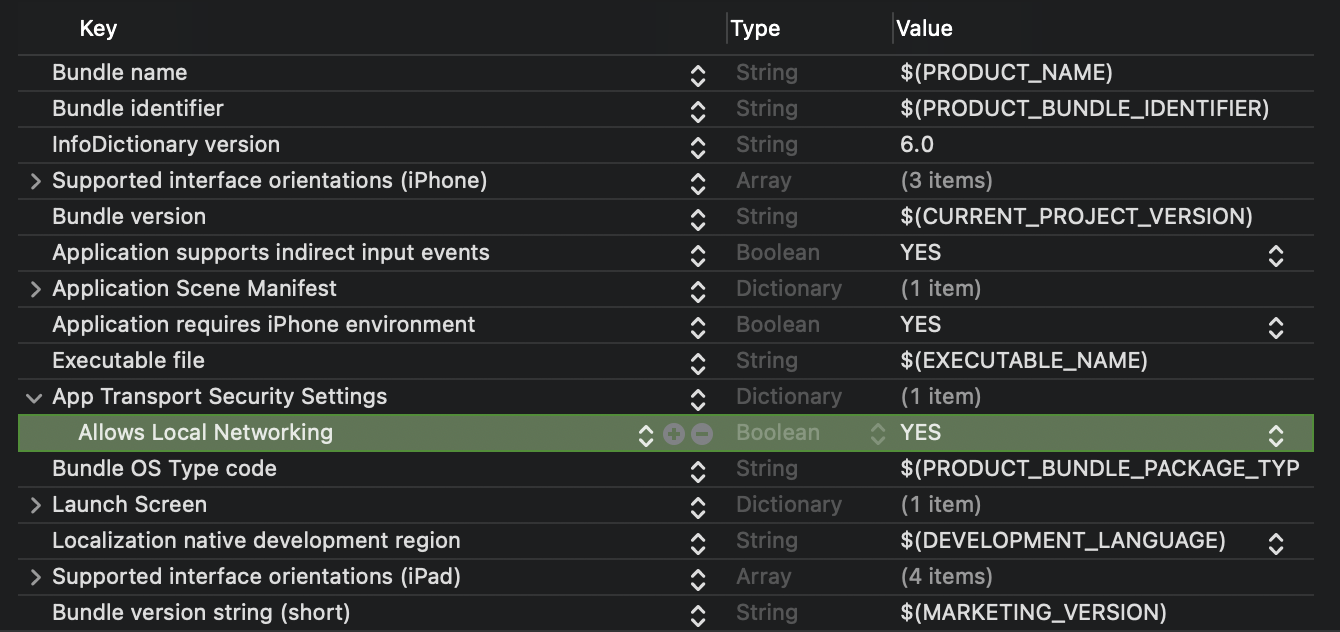 Key Type Value
Bundle name String $(PRODUCT_NAME)
Bundle identifier String $(PRODUCT_BUNDLE_IDENTIFIER)
InfoDictionary version String 6.0
Supported interface orientations (iPhone) Array (3 items)
Bundle version String $(CURRENT_PROJECT_VERSION)
Application supports indirect input events Boolean YES
Application Scene Manifest Dictionary (1 item)
Application requires iPhone environment Boolean YES
Executable file String $(EXECUTABLE_NAME)
App Transport Security Settings Dictionary (1 item)
Allows Local Networking Boolean YES
Bundle OS Type code String $(PRODUCT_BUNDLE_PACKAGE_TYP
Launch Screen Dictionary (1 item)
Localization native development region String $(DEVELOPMENT_LANGUAGE)
Supported interface orientations (iPad) Array (4 items)
Bundle version string (short) String $(MARKETING_VERSION)